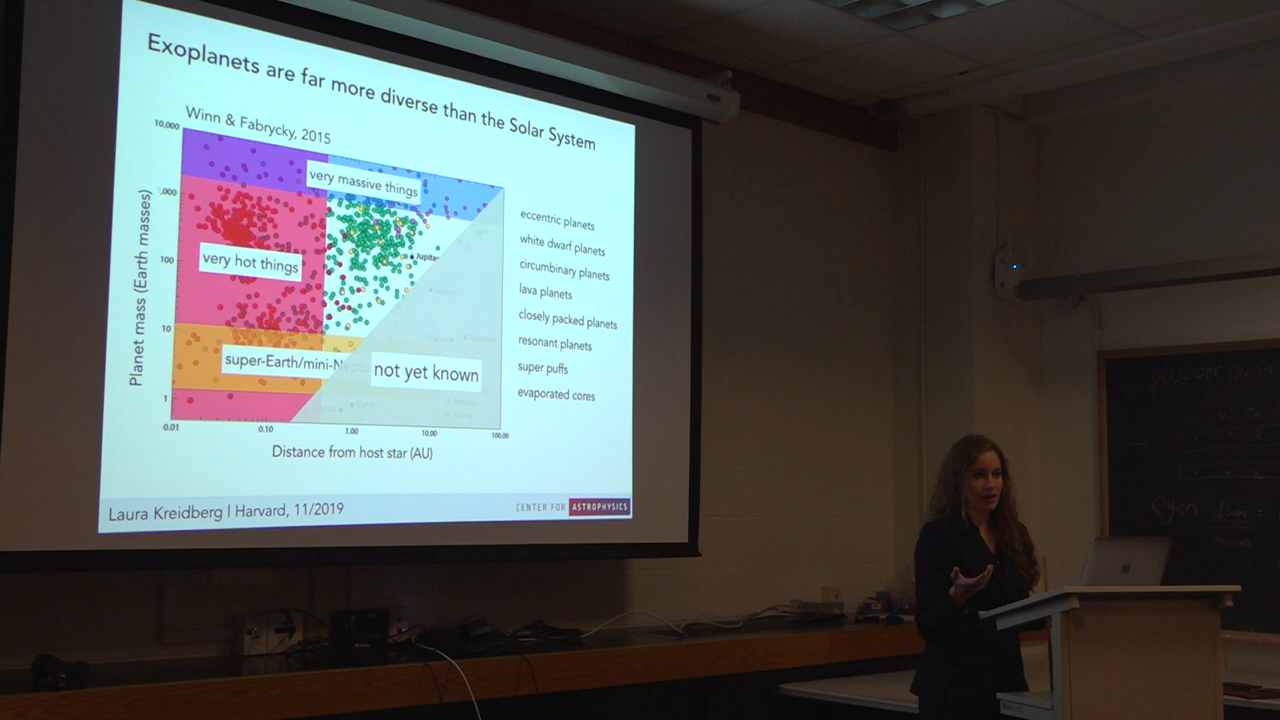 Exoplanets are far more diverse than the Solar System
Winn & Fabrycky, 2015
10,000
,000
100
10
1
Planet mass (Earth masses)
very massive things
very hot things
Jupiter
super-Earth/mini-Neptu
not yet known
Earth
0.01
0.10
1.00
10.00
100.00
Distance from host star (AU)
eccentric planets
white dwarf planets
circumbinary planets
lava planets
closely packed planets
resonant planets
super puffs
evaporated cores
Laura Kreidberg | Harvard, 11/2019
CENTER FOR ASTROPHYSICS